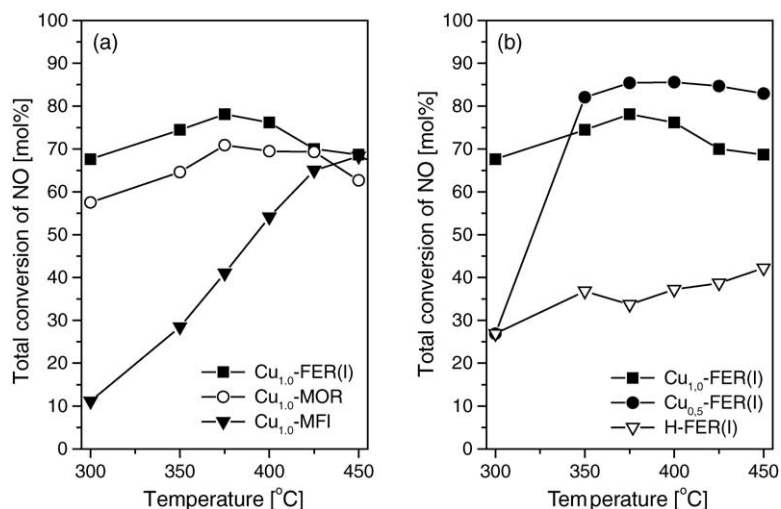 (a)
Total conversion of NO [mol%]
100
90
80
70
60
50
40
30
20
10
0
300
350
400
450
Temperature [°C]
Cu1.0-FER(I)
Cu1.0-MOR
Cu1.0-MFI
(b)
Total conversion of NO [mol%]
100
90
80
70
60
50
40
30
20
10
0
300
350
400
450
Temperature [°C]
Cu1,0-FER(I)
Cu0,5-FER(I)
H-FER(I)